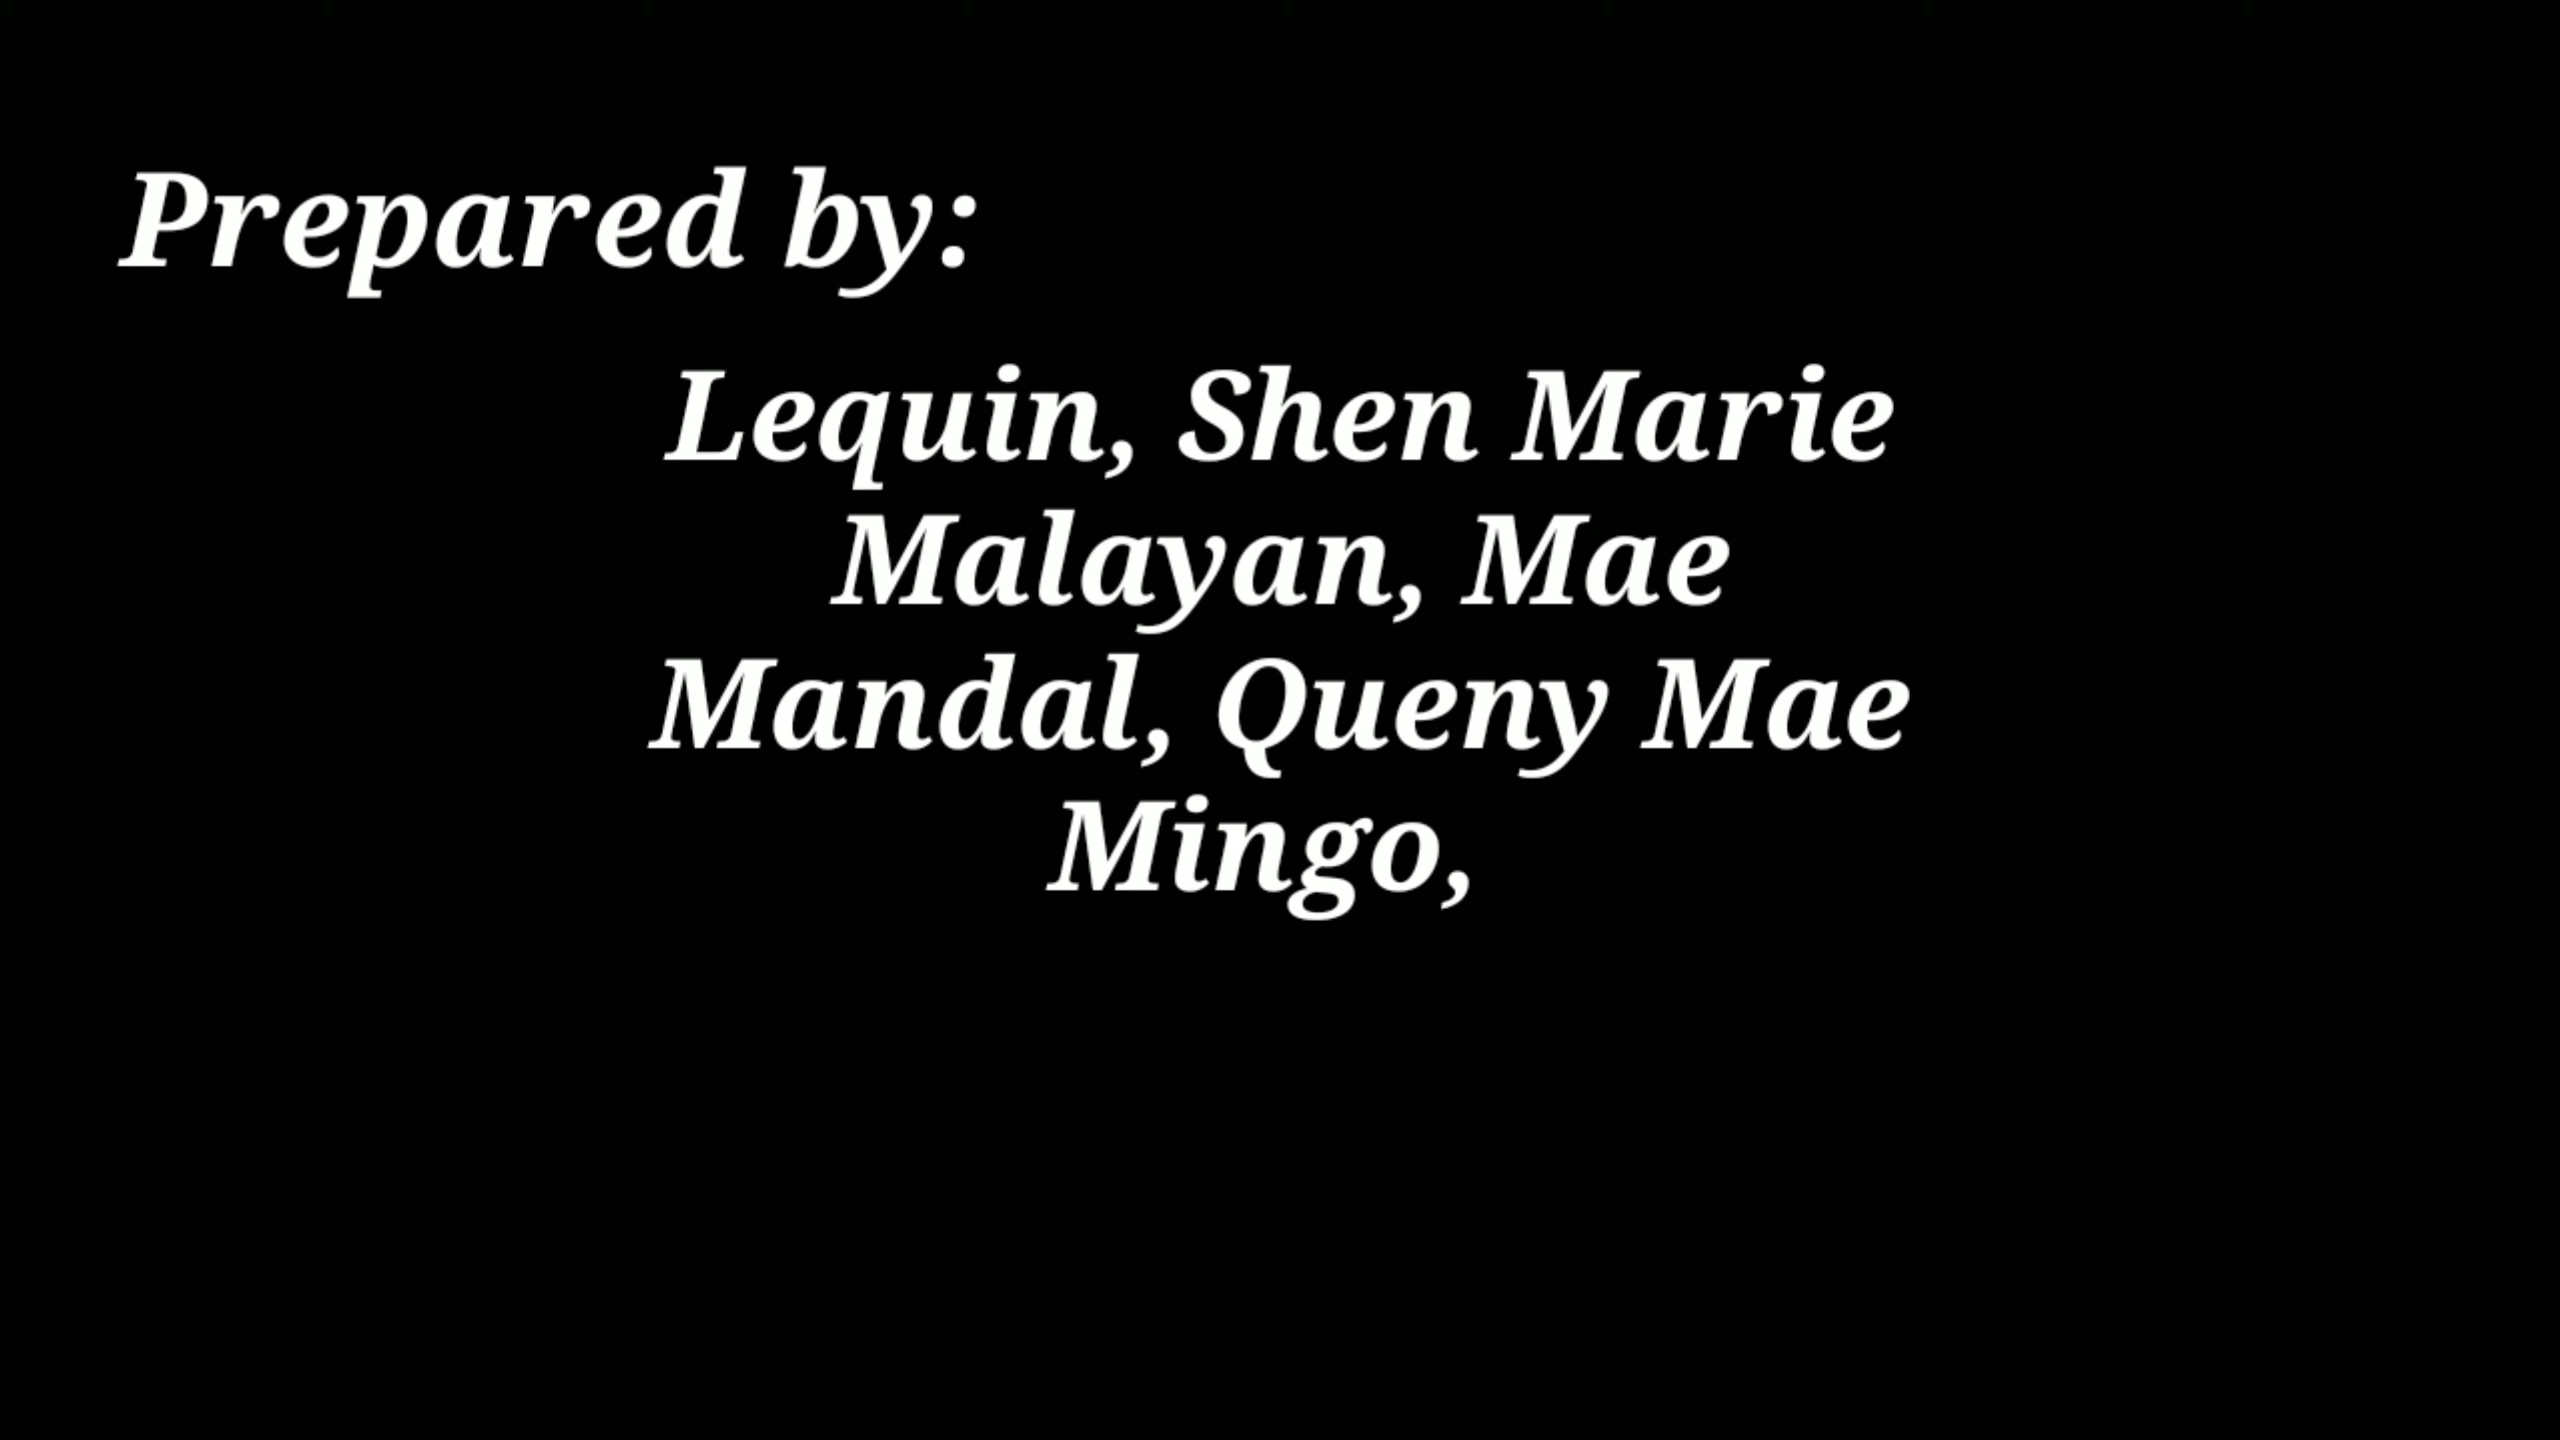 Prepared by:
Lequin, Shen Marie
Malayan, Mae
Mandal, Queny Mae
Mingo,